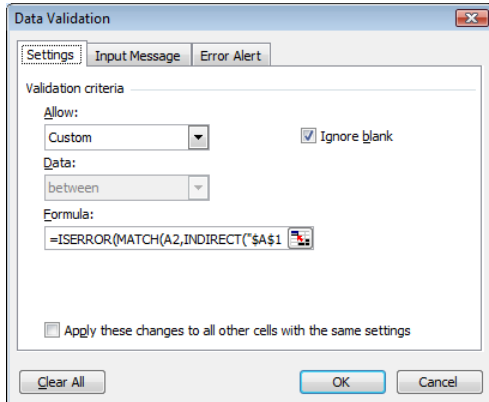 Data Validation
Settings Input Message Error Alert
Validation criteria
Allow:
Custom
Ignore blank
Data:
between
Formula:
=ISERROR(MATCH(A2,INDIRECT("$A$1
Apply these changes to all other cells with the same settings
Clear All OK Cancel